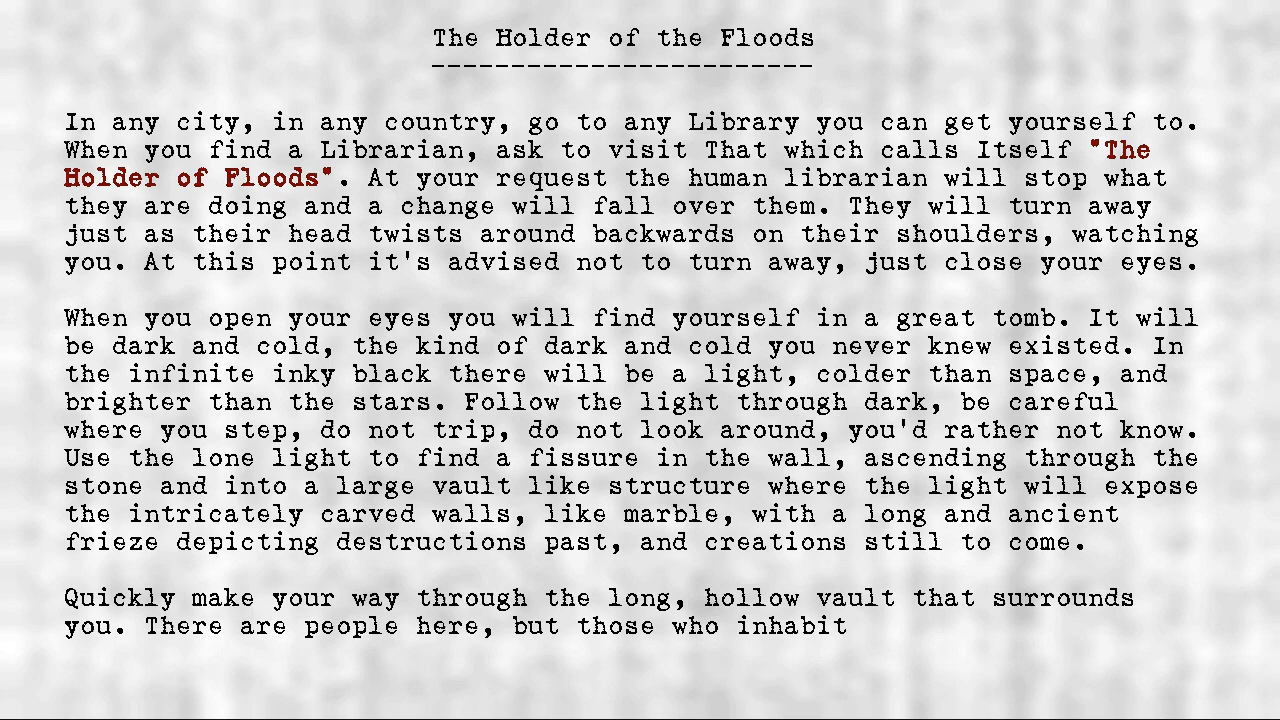 The Holder of the Floods
------------------------
In any city, in any country, go to any Library you can get yourself to.
When you find a Librarian, ask to visit That which calls Itself "The
Holder of Floods". At your request the human librarian will stop what
they are doing and a change will fall over them. They will turn away
just as their head twists around backwards on their shoulders, watching
you. At this point it's advised not to turn away, just close your eyes.
When you open your eyes you will find yourself in a great tomb. It will
be dark and cold, the kind of dark and cold you never knew existed. In
the infinite inky black there will be a light, colder than space, and
brighter than the stars. Follow the light through dark, be careful
where you step, do not trip, do not look around, you'd rather not know.
Use the lone light to find a fissure in the wall, ascending through the
stone and into a large vault like structure where the light will expose
the intricately carved walls, like marble, with a long and ancient
frieze depicting destructions past, and creations still to come.
Quickly make your way through the long, hollow vault that surrounds
you. There are people here, but those who inhabit